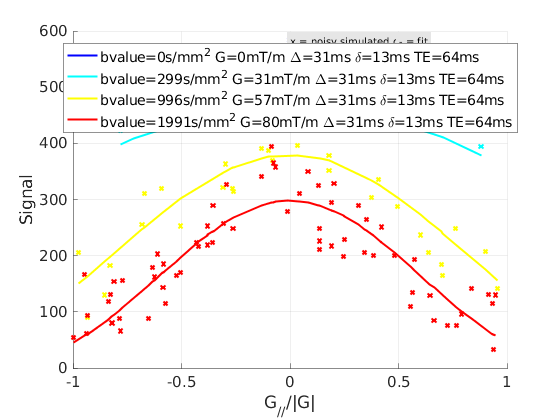 600
x = noisy simulated
fit
500
bvalue=0s/mm² G=0mT/m Δ=31ms δ=13ms TE=64ms
bvalue=299s/mm² G=31mT/m Δ=31ms δ=13ms TE=64ms
bvalue=996s/mm² G=57mT/m Δ=31ms δ=13ms TE=64ms
bvalue=1991s/mm² G=80mT/m Δ=31ms δ=13ms TE=64ms
400
300
200
100
0
Signal
-1 -0.5 0 0.5 1
G_{//}/|G|